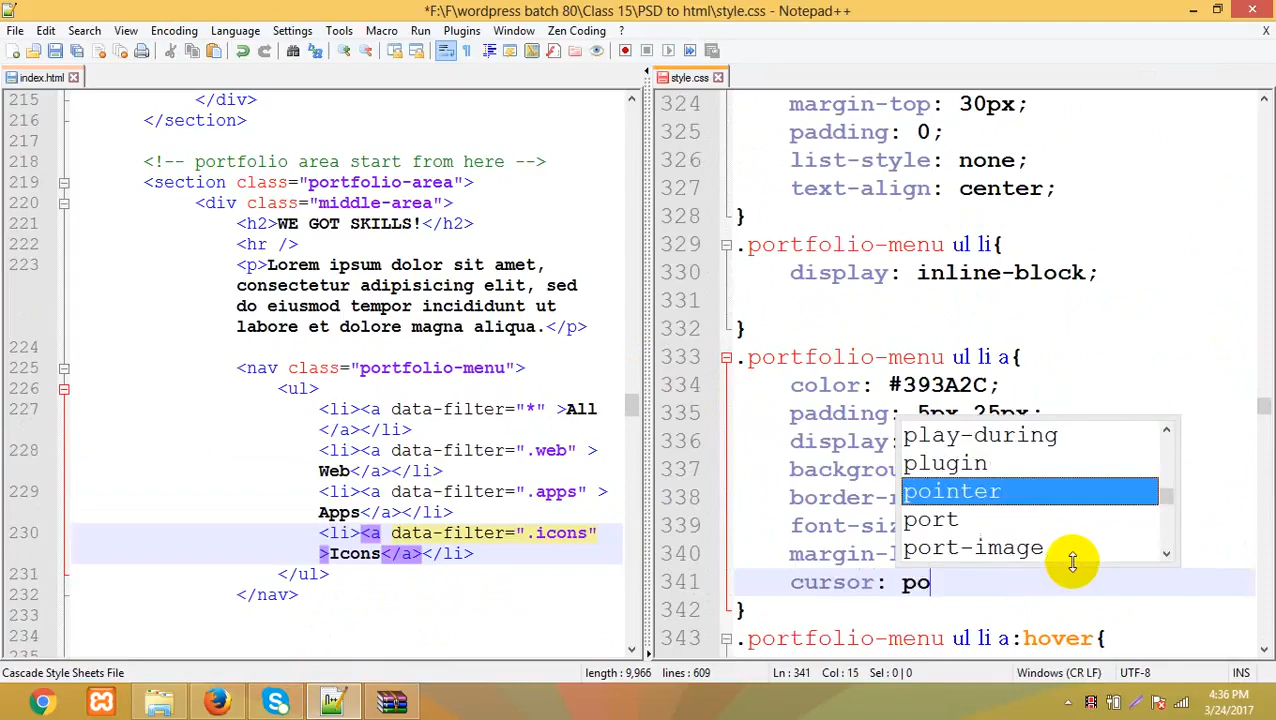 *F:\F\wordpress batch 80\Class 15\PSD to html\style.css - Notepad++
File Edit Search View Encoding Language Settings Tools Macro Run Plugins Window Zen Coding ? X
index.html
215 </div>
216 </section>
217
218 <!-- portfolio area start from here -->
219 <section class="portfolio-area">
220 <div class="middle-area">
221 <h2>WE GOT SKILLS!</h2>
222 <hr />
223 <p>Lorem ipsum dolor sit amet,
consectetur adipisicing elit, sed
do eiusmod tempor incididunt ut
labore et dolore magna aliqua.</p>
224
225 <nav class="portfolio-menu">
226 <ul>
227 <li><a data-filter="*" >All
</a></li>
228 <li><a data-filter=".web" >
Web</a></li>
229 <li><a data-filter=".apps" >
Apps</a></li>
230 <li><a data-filter=".icons"
>Icons</a></li>
231 </ul>
232 </nav>
233
234
style.css
324 margin-top: 30px;
325 padding: 0;
326 list-style: none;
327 text-align: center;
328 }
329 .portfolio-menu ul li{
330 display: inline-block;
331
332 }
333 .portfolio-menu ul li a{
334 color: #393A2C;
335 padding: 5px 25px;
336 display:
337
338
339
340
341 cursor: po
342 }
343 .portfolio-menu ul li a:hover{
play-during
plugin
pointer
port
port-image
Cascade Style Sheets File length : 9,966 lines : 609 Ln : 341 Col : 15 Sel : 0 | 0 Windows (CR LF) UTF-8 INS
4:36 PM
3/24/2017